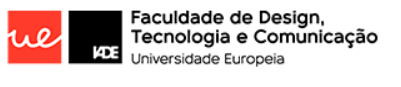 ue
IADE
Faculdade de Design,
Tecnologia e Comunicação
Universidade Europeia